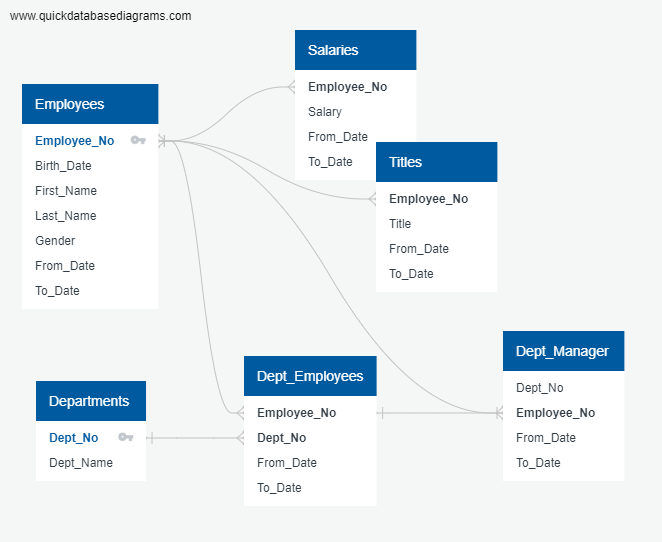 www.quickdatabasediagrams.com
Salaries
Employee_No
Salary
From_Date
To_Date
Employees
Employee_No
Birth_Date
First_Name
Last_Name
Gender
From_Date
To_Date
Titles
Employee_No
Title
From_Date
To_Date
Dept_Manager
Dept_No
Employee_No
From_Date
To_Date
Dept_Employees
Employee_No
Dept_No
From_Date
To_Date
Departments
Dept_No
Dept_Name